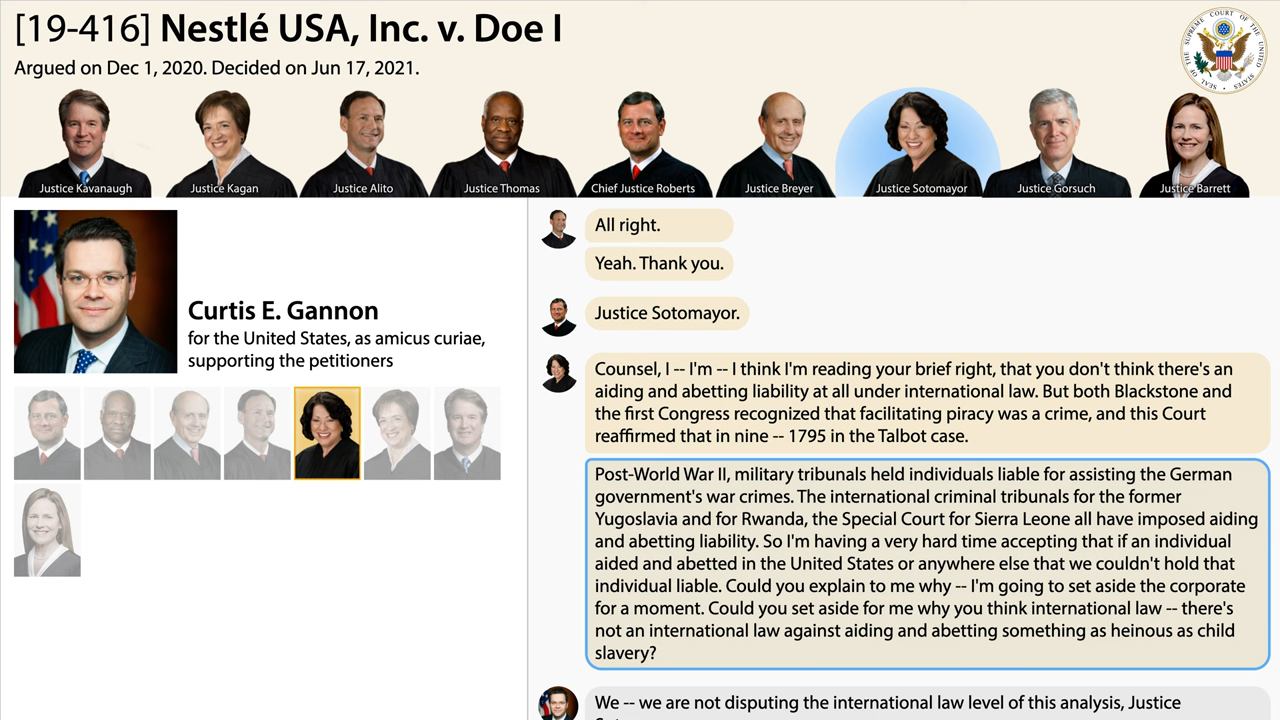 [19-416] Nestlé USA, Inc. v. Doe I
Argued on Dec 1, 2020. Decided on Jun 17, 2021.
SEAL OF THE SUPREME COURT OF THE UNITED STATES
Justice Kavanaugh
Justice Kagan
Justice Alito
Justice Thomas
Chief Justice Roberts
Justice Breyer
Justice Sotomayor
Justice Gorsuch
Justice Barrett
Curtis E. Gannon
for the United States, as amicus curiae,
supporting the petitioners
All right.
Yeah. Thank you.
Justice Sotomayor.
Counsel, I -- I'm -- I think I'm reading your brief right, that you don't think there's an
aiding and abetting liability at all under international law. But both Blackstone and
the first Congress recognized that facilitating piracy was a crime, and this Court
reaffirmed that in nine -- 1795 in the Talbot case.
Post-World War II, military tribunals held individuals liable for assisting the German
government's war crimes. The international criminal tribunals for the former
Yugoslavia and for Rwanda, the Special Court for Sierra Leone all have imposed aiding
and abetting liability. So I'm having a very hard time accepting that if an individual
aided and abetted in the United States or anywhere else that we couldn't hold that
individual liable. Could you explain to me why -- I'm going to set aside the corporate
for a moment. Could you set aside for me why you think international law -- there's
not an international law against aiding and abetting something as heinous as child
slavery?
We -- we are not disputing the international law level of this analysis, Justice